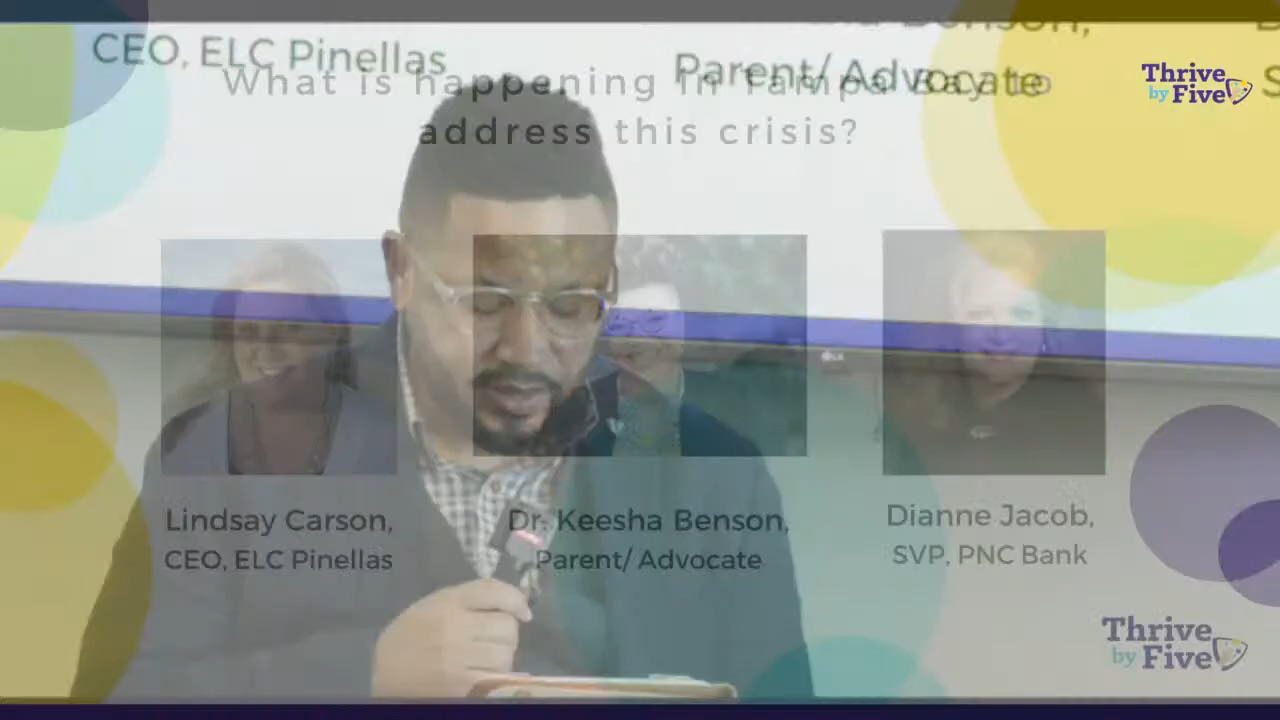 Benson,
CEO, ELC Pinellas
Parent/Advocate
What is happening in Tampa Bay to
address this crisis?
Thrive
by Five
Lindsay Carson,
CEO, ELC Pinellas
Dr. Keesha Benson,
Parent/ Advocate
Dianne Jacob,
SVP, PNC Bank
Thrive
by Five